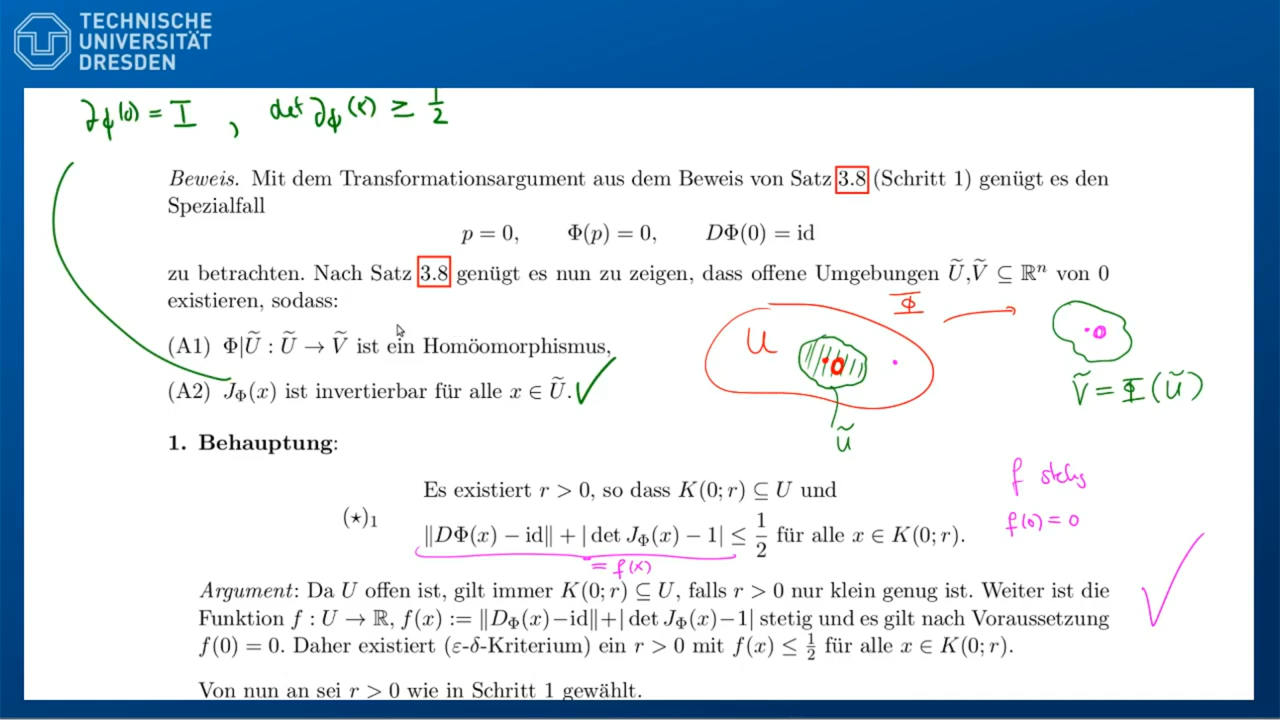 TECHNISCHE
UNIVERSITÄT
DRESDEN
J_Φ(0) = I , det J_Φ(x) ≥ 1/2
Beweis. Mit dem Transformationsargument aus dem Beweis von Satz 3.8 (Schritt 1) genügt es den
Spezialfall
p = 0, Φ(p) = 0, DΦ(0) = id
zu betrachten. Nach Satz 3.8 genügt es nun zu zeigen, dass offene Umgebungen Ũ,Ṽ ⊆ ℝⁿ von 0
existieren, sodass:
Φ
U
0
0
(A1) Φ|Ũ : Ũ → Ṽ ist ein Homöomorphismus,
(A2) J_Φ(x) ist invertierbar für alle x ∈ Ũ.
Ṽ = Φ(Ũ)
Ũ
1. Behauptung:
Es existiert r > 0, so dass K(0; r) ⊆ U und
(⋆)₁
‖DΦ(x) − id‖ + | det J_Φ(x) − 1| ≤ 1/2 für alle x ∈ K(0; r).
f stetig
f(0) = 0
= f(x)
Argument: Da U offen ist, gilt immer K(0; r) ⊆ U, falls r > 0 nur klein genug ist. Weiter ist die
Funktion f : U → ℝ, f(x) := ‖D_Φ(x)−id‖+| det J_Φ(x)−1| stetig und es gilt nach Voraussetzung
f(0) = 0. Daher existiert (ε-δ-Kriterium) ein r > 0 mit f(x) ≤ 1/2 für alle x ∈ K(0; r).
Von nun an sei r > 0 wie in Schritt 1 gewählt.